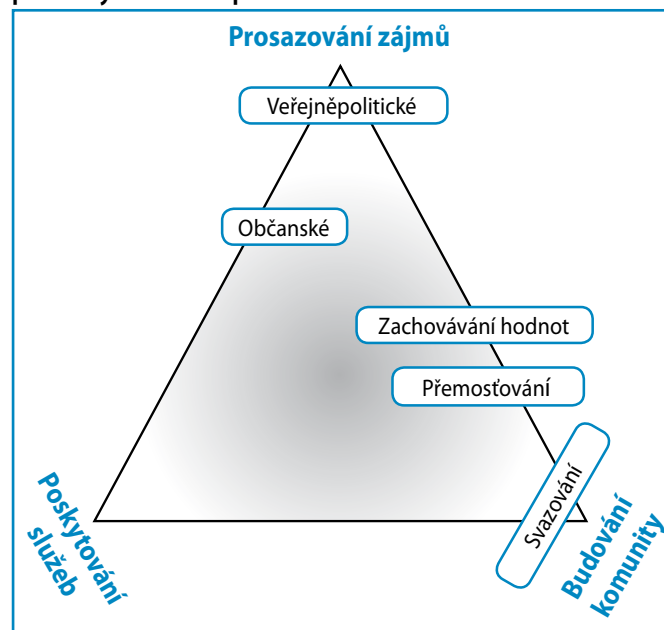 Prosazování zájmů
Veřejněpolitické
Občanské
Zachovávání hodnot
Přemosťování
Svazování
Poskytování
služeb
Budování
komunity